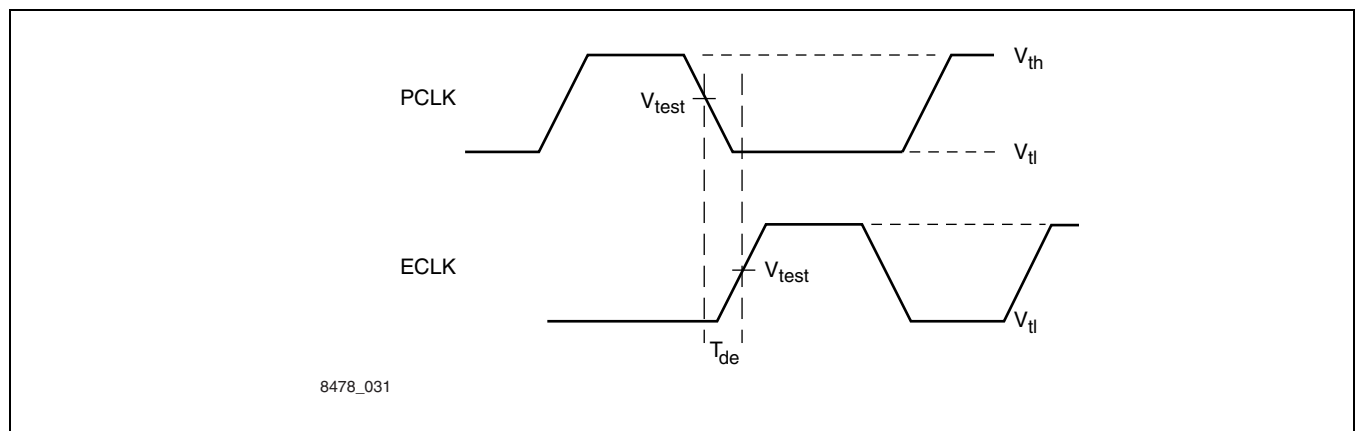 V_th
PCLK
V_test
V_tl
ECLK
V_test
V_tl
T_de
8478_031